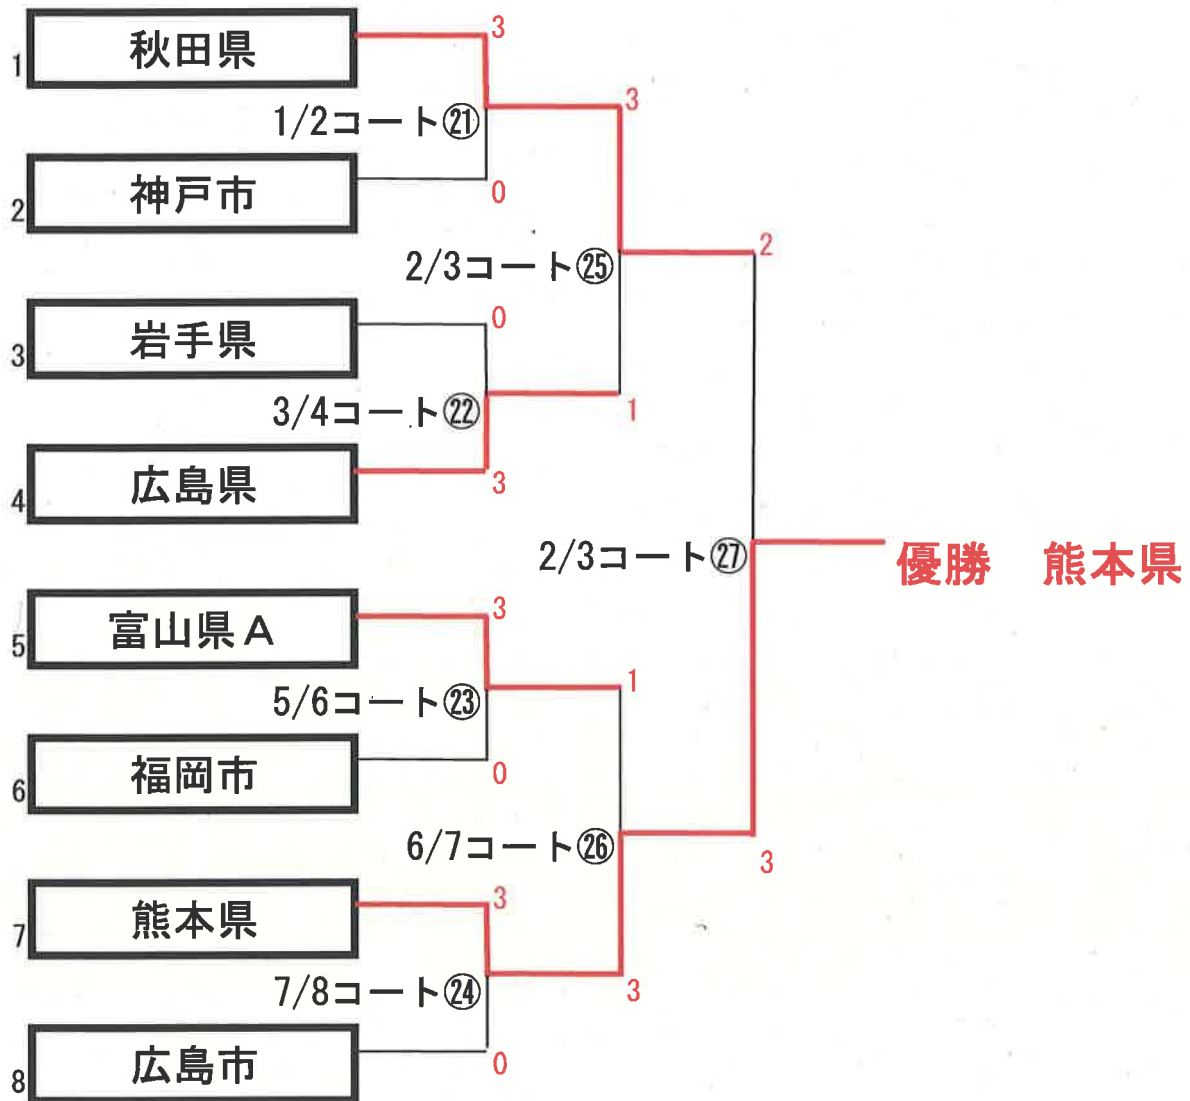 3
秋田県
1
1/2コート㉑
3
神戸市
2
0
2/3コート㉕
2
岩手県
3
0
3/4コート㉒
1
広島県
4
3
2/3コート㉗
優勝 熊本県
富山県A
5
3
5/6コート㉓
1
福岡市
6
0
6/7コート㉖
3
熊本県
7
3
7/8コート㉔
3
広島市
8
0